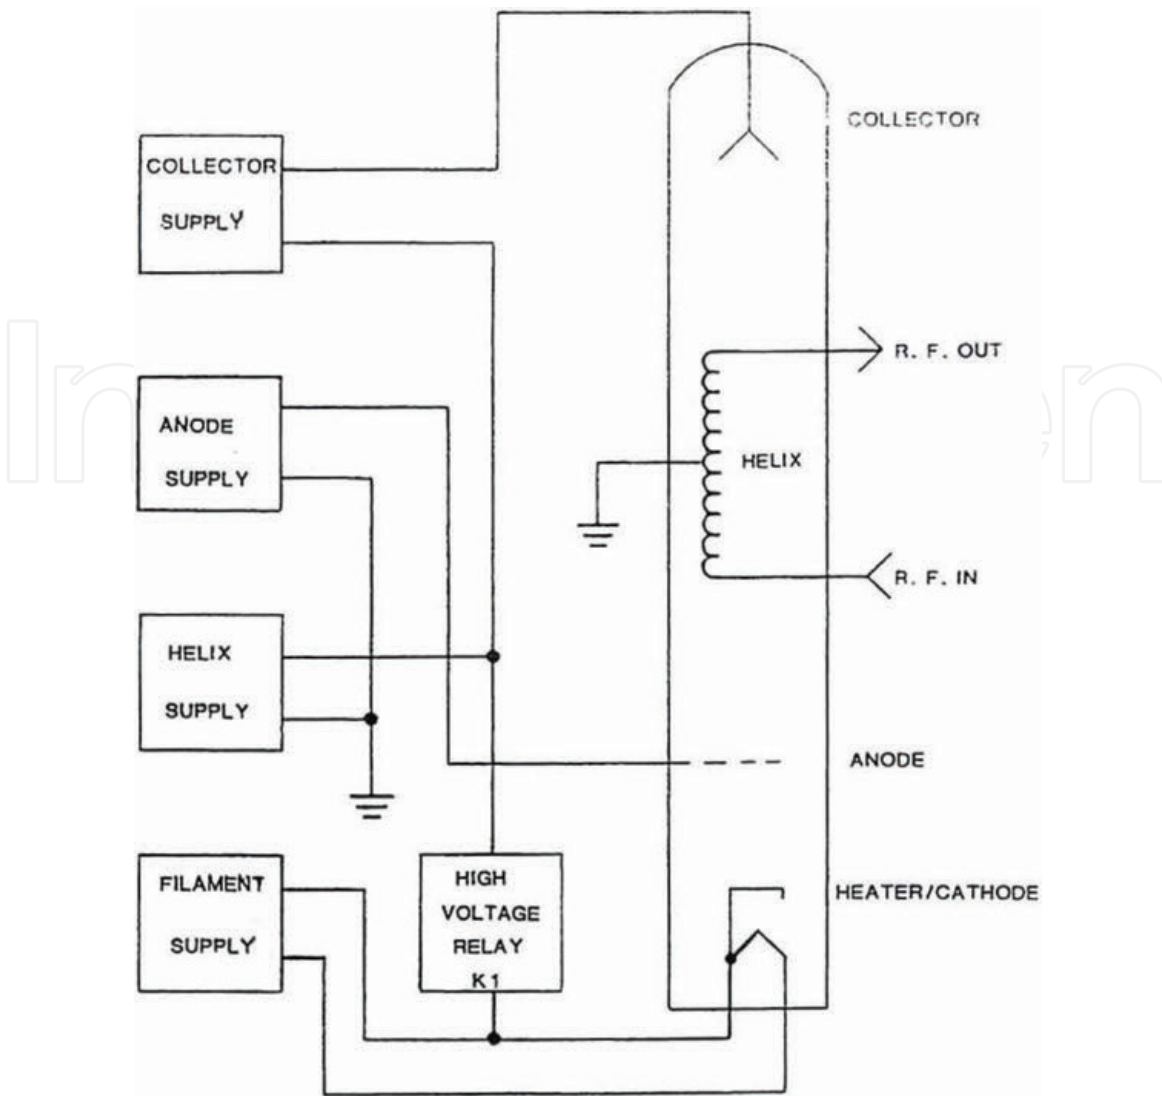 COLLECTOR
SUPPLY
COLLECTOR
ANODE
SUPPLY
R. F. OUT
HELIX
R. F. IN
HELIX
SUPPLY
ANODE
FILAMENT
SUPPLY
HIGH
VOLTAGE
RELAY
K1
HEATER/CATHODE